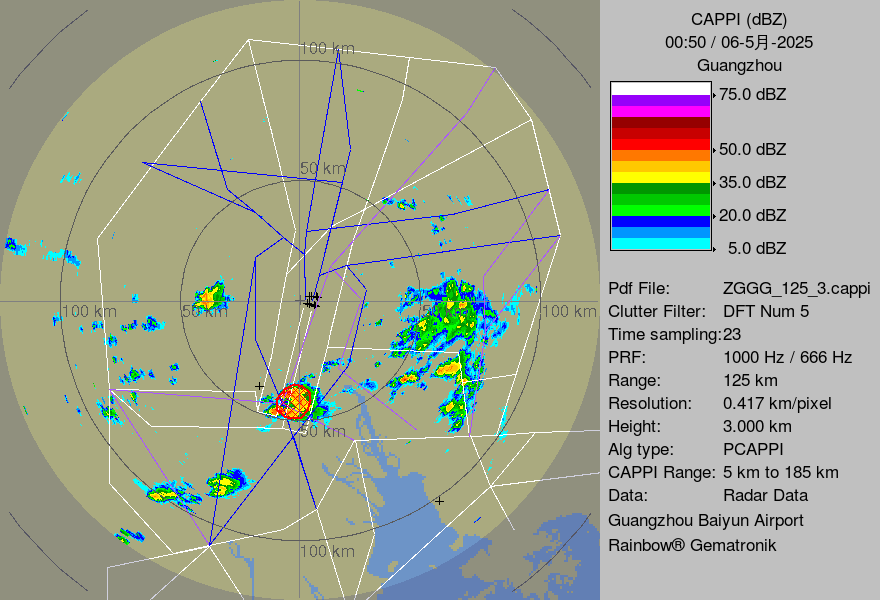 100 km
50 km
100 km
50 km
50 km
100 km
50 km
100 km
CAPPI (dBZ)
00:50 / 06-5月-2025
Guangzhou
75.0 dBZ
50.0 dBZ
35.0 dBZ
20.0 dBZ
5.0 dBZ
Pdf File: ZGGG_125_3.cappi
Clutter Filter: DFT Num 5
Time sampling:23
PRF: 1000 Hz / 666 Hz
Range: 125 km
Resolution: 0.417 km/pixel
Height: 3.000 km
Alg type: PCAPPI
CAPPI Range: 5 km to 185 km
Data: Radar Data
Guangzhou Baiyun Airport
Rainbow® Gematronik